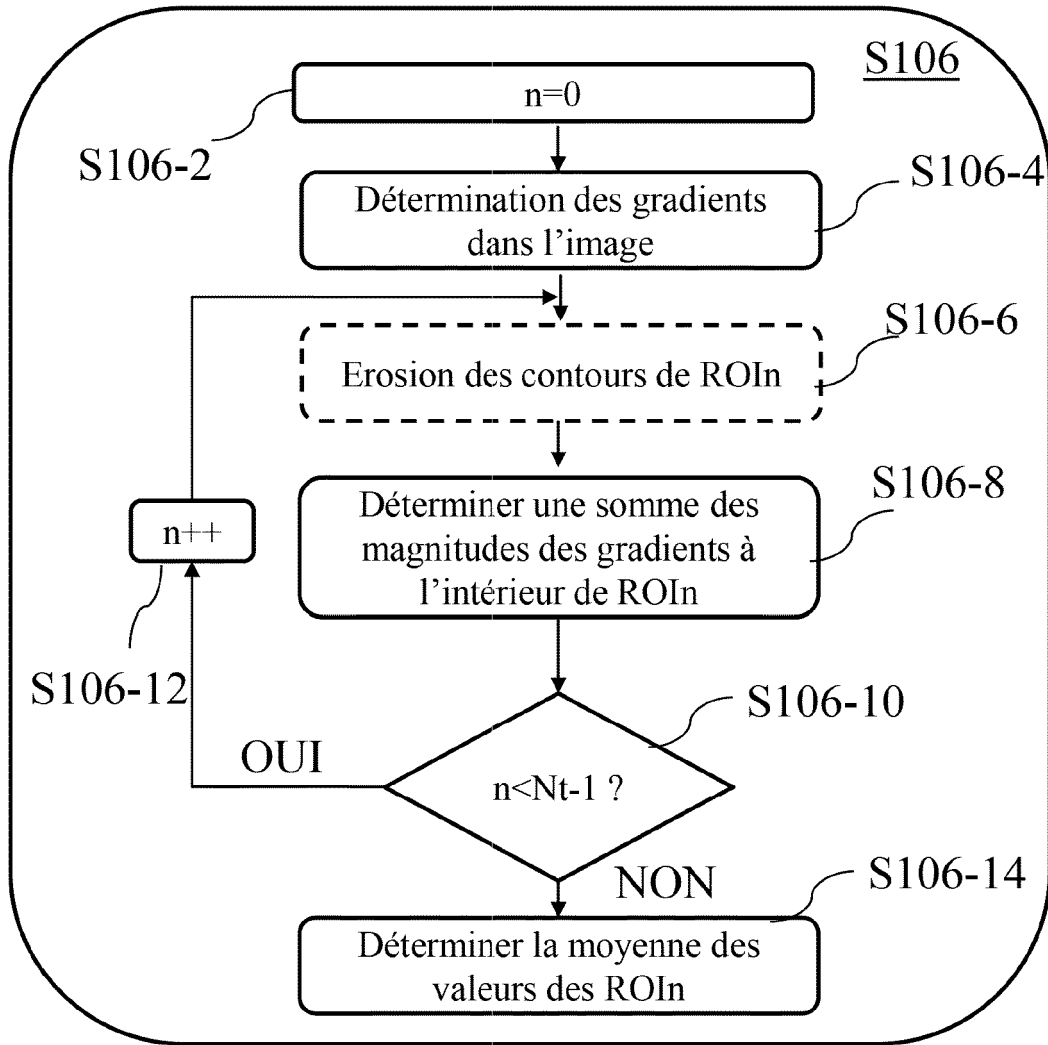 S106
n=0
S106-2
S106-4
Détermination des gradients
dans l'image
S106-6
Erosion des contours de ROIn
S106-8
Déterminer une somme des
magnitudes des gradients à
l'intérieur de ROIn
n++
S106-12
S106-10
OUI
n<Nt-1 ?
NON
S106-14
Déterminer la moyenne des
valeurs des ROIn